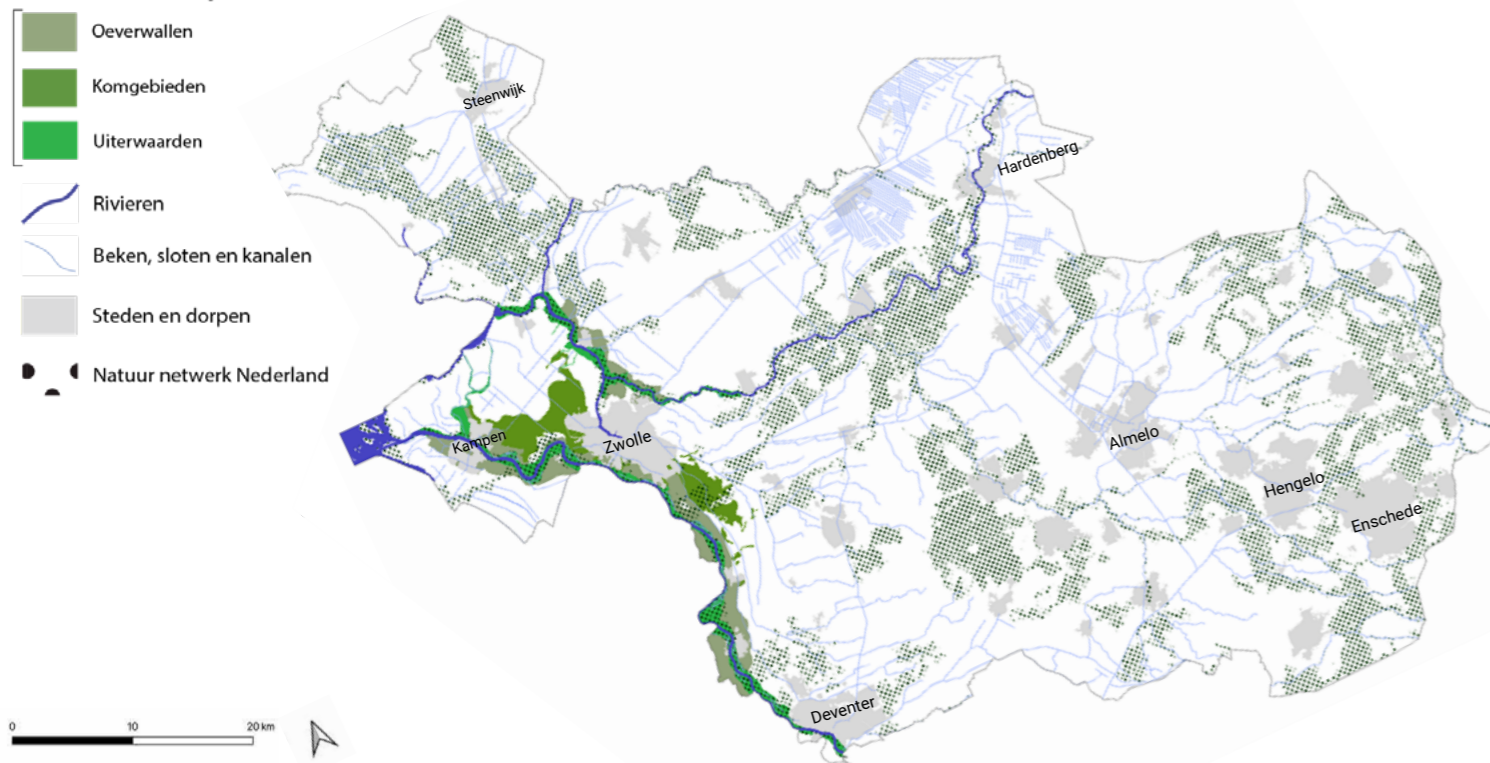 Oeverwallen
Komgebieden
Uiterwaarden
Rivieren
Beken, sloten en kanalen
Steden en dorpen
Natuur netwerk Nederland
Steenwijk
Hardenberg
Kampen
Zwolle
Almelo
Hengelo
Enschede
Deventer
0 10 20 km